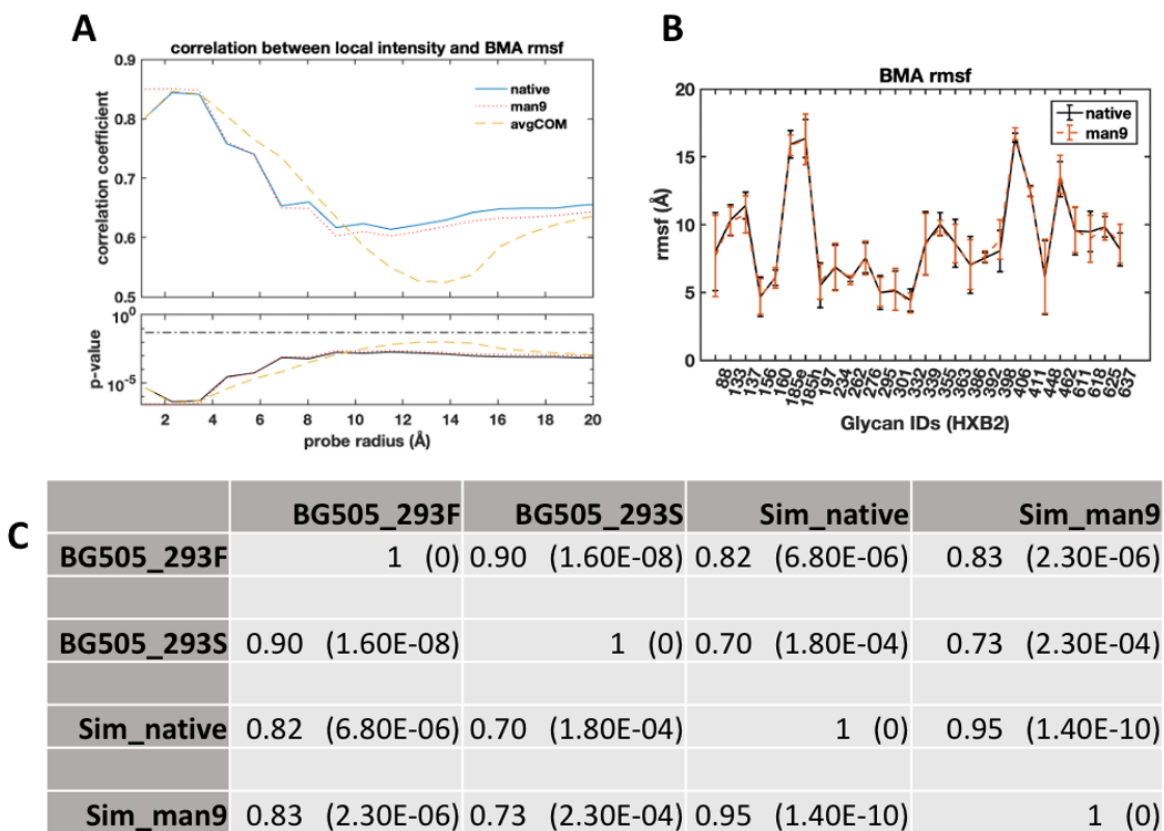 A
correlation between local intensity and BMA rmsf
0.9
0.8
0.7
0.6
0.5
correlation coefficient
native
man9
avgCOM
10^0
10^-5
p-value
2 4 6 8 10 12 14 16 18 20
probe radius (Å)
B
BMA rmsf
20
15
10
5
0
rmsf (Å)
native
man9
88 133 137 156 160 185e 185h 197 234 262 276 295 301 332 339 355 363 386 392 398 406 411 448 462 611 618 625 637
Glycan IDs (HXB2)
C
BG505_293F BG505_293S Sim_native Sim_man9
BG505_293F 1 (0) 0.90 (1.60E-08) 0.82 (6.80E-06) 0.83 (2.30E-06)
BG505_293S 0.90 (1.60E-08) 1 (0) 0.70 (1.80E-04) 0.73 (2.30E-04)
Sim_native 0.82 (6.80E-06) 0.70 (1.80E-04) 1 (0) 0.95 (1.40E-10)
Sim_man9 0.83 (2.30E-06) 0.73 (2.30E-04) 0.95 (1.40E-10) 1 (0)